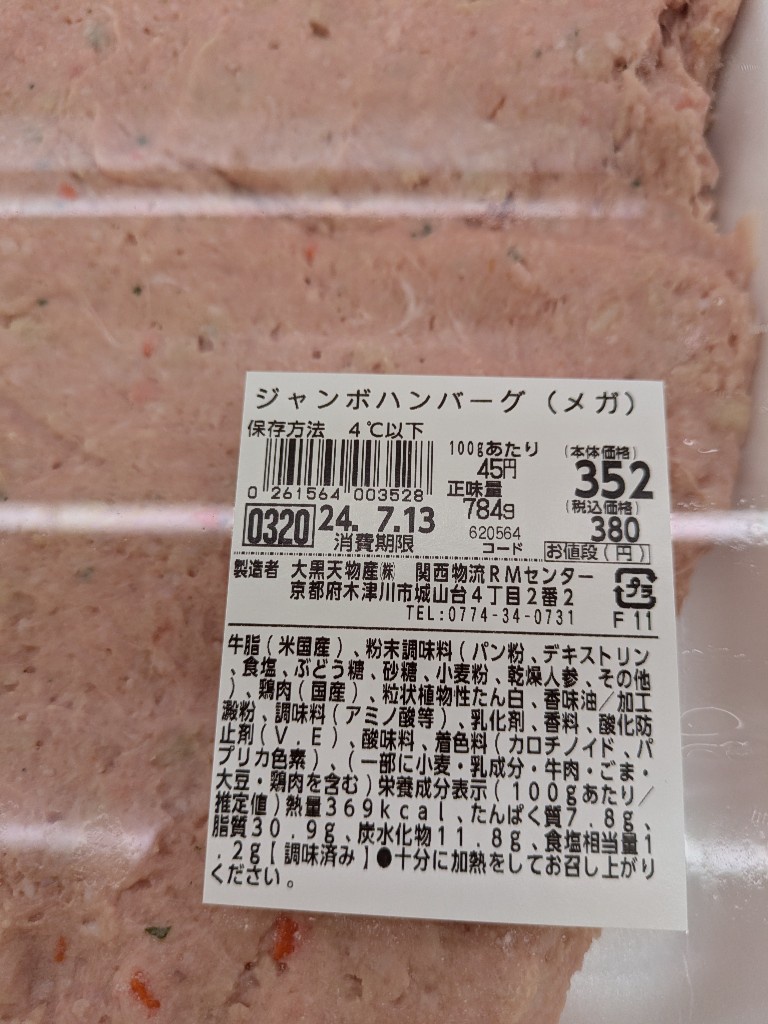 ジャンボハンバーグ（メガ）
保存方法　４℃以下
100gあたり
45円
(本体価格)
352
0 261564 003528
正味量
784g
(税込価格)
380
0320
24. 7.13
消費期限
620564
コード
お値段(円)
製造者　大黒天物産㈱　関西物流ＲＭセンター
京都府木津川市城山台４丁目２番２
TEL:0774-34-0731
プラ
F 11
牛脂（米国産）、粉末調味料（パン粉、デキストリン
、食塩、ぶどう糖、砂糖、小麦粉、乾燥人参、その他
）、鶏肉（国産）、粒状植物性たん白、香味油／加工
澱粉、調味料（アミノ酸等）、乳化剤、香料、酸化防
止剤（Ｖ．Ｅ）、酸味料、着色料（カロチノイド、パ
プリカ色素）、（一部に小麦・乳成分・牛肉・ごま・
大豆・鶏肉を含む）栄養成分表示（１００ｇあたり／
推定値）熱量３６９ｋｃａｌ、たんぱく質７．８ｇ、
脂質３０．９ｇ、炭水化物１１．８ｇ、食塩相当量１
．２ｇ【調味済み】●十分に加熱をしてお召し上がり
ください。